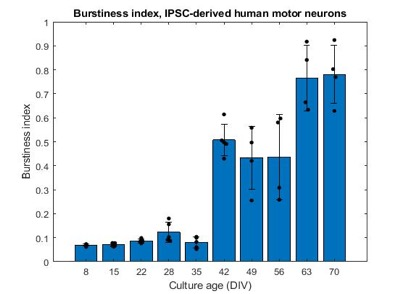 Burstiness index, IPSC-derived human motor neurons
Burstiness index
1
0.9
0.8
0.7
0.6
0.5
0.4
0.3
0.2
0.1
0
8 15 22 28 35 42 49 56 63 70
Culture age (DIV)